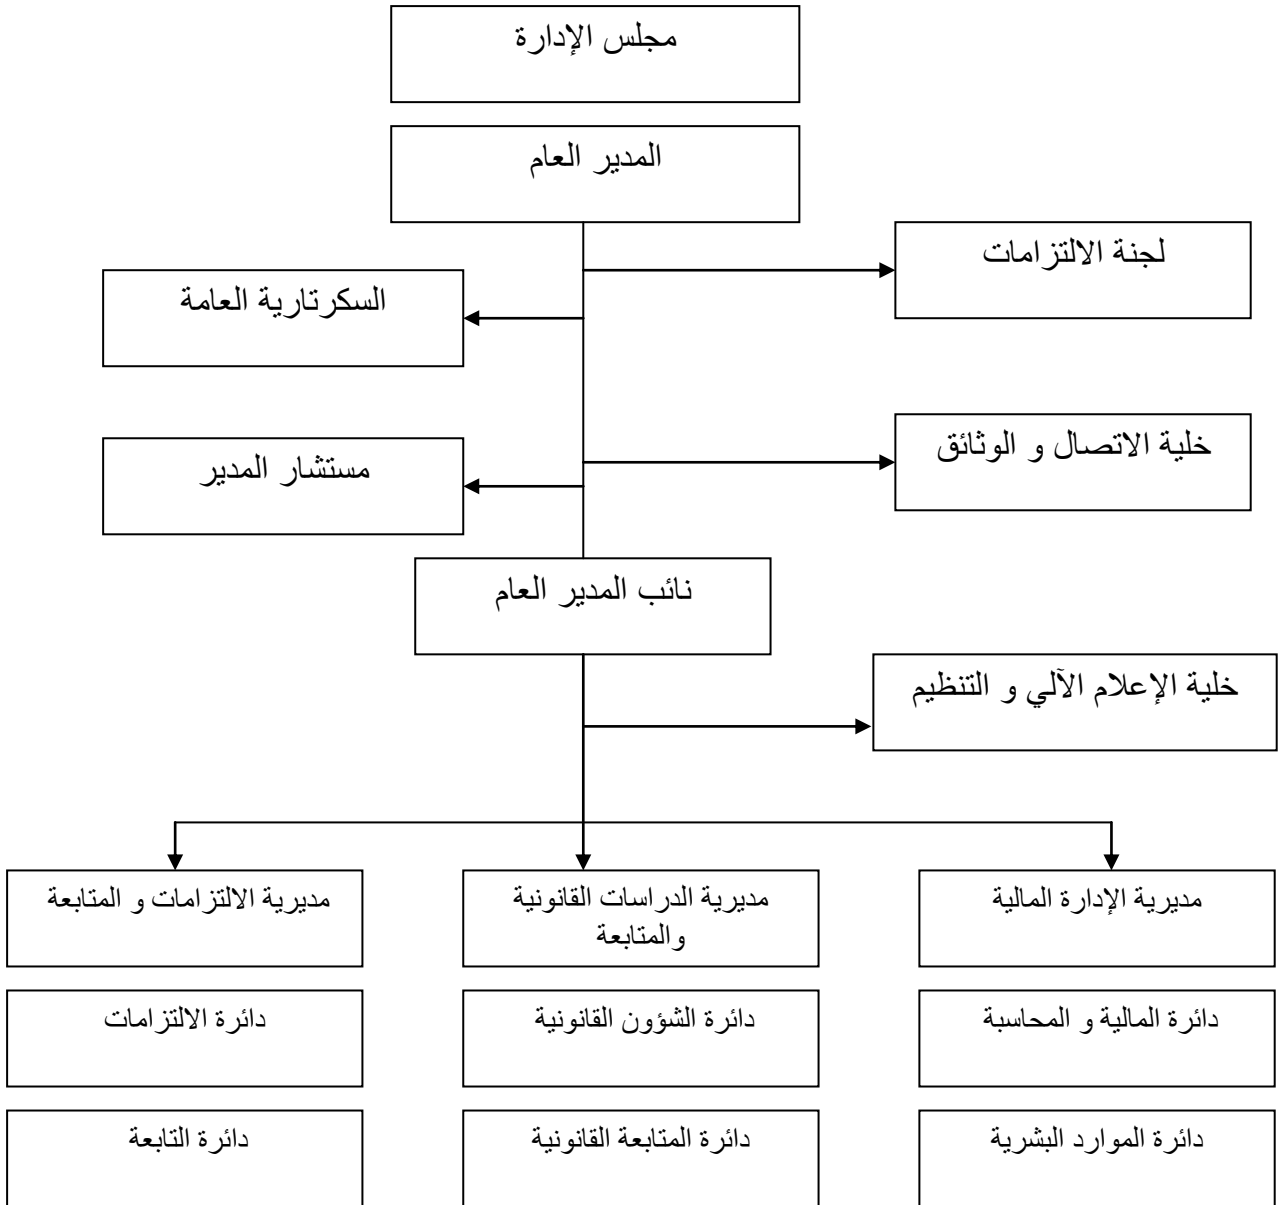 مجلس الإدارة
المدير العام
لجنة الالتزامات
السكرتارية العامة
خلية الاتصال و الوثائق
مستشار المدير
نائب المدير العام
خلية الإعلام الآلي و التنظيم
مديرية الإدارة المالية
مديرية الدراسات القانونية
والمتابعة
مديرية الالتزامات و المتابعة
دائرة المالية و المحاسبة
دائرة الشؤون القانونية
دائرة الالتزامات
دائرة الموارد البشرية
دائرة المتابعة القانونية
دائرة التابعة